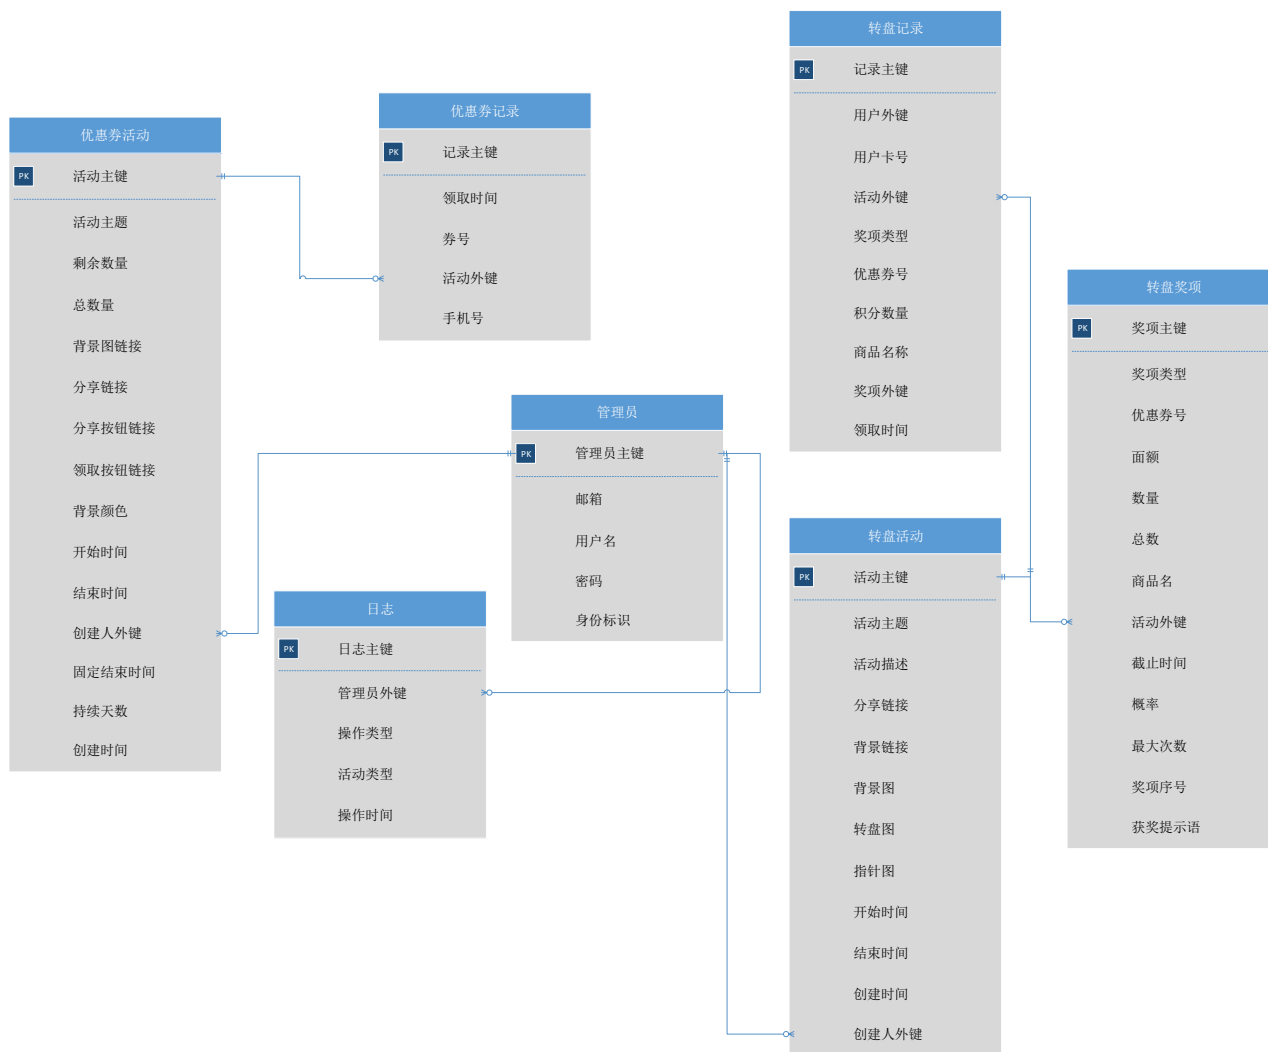 优惠券活动
PK 活动主键
活动主题
剩余数量
总数量
背景图链接
分享链接
分享按钮链接
领取按钮链接
背景颜色
开始时间
结束时间
创建人外键
固定结束时间
持续天数
创建时间
优惠券记录
PK 记录主键
领取时间
券号
活动外键
手机号
日志
PK 日志主键
管理员外键
操作类型
活动类型
操作时间
管理员
PK 管理员主键
邮箱
用户名
密码
身份标识
转盘记录
PK 记录主键
用户外键
用户卡号
活动外键
奖项类型
优惠券号
积分数量
商品名称
奖项外键
领取时间
转盘活动
PK 活动主键
活动主题
活动描述
分享链接
背景链接
背景图
转盘图
指针图
开始时间
结束时间
创建时间
创建人外键
转盘奖项
PK 奖项主键
奖项类型
优惠券号
面额
数量
总数
商品名
活动外键
截止时间
概率
最大次数
奖项序号
获奖提示语